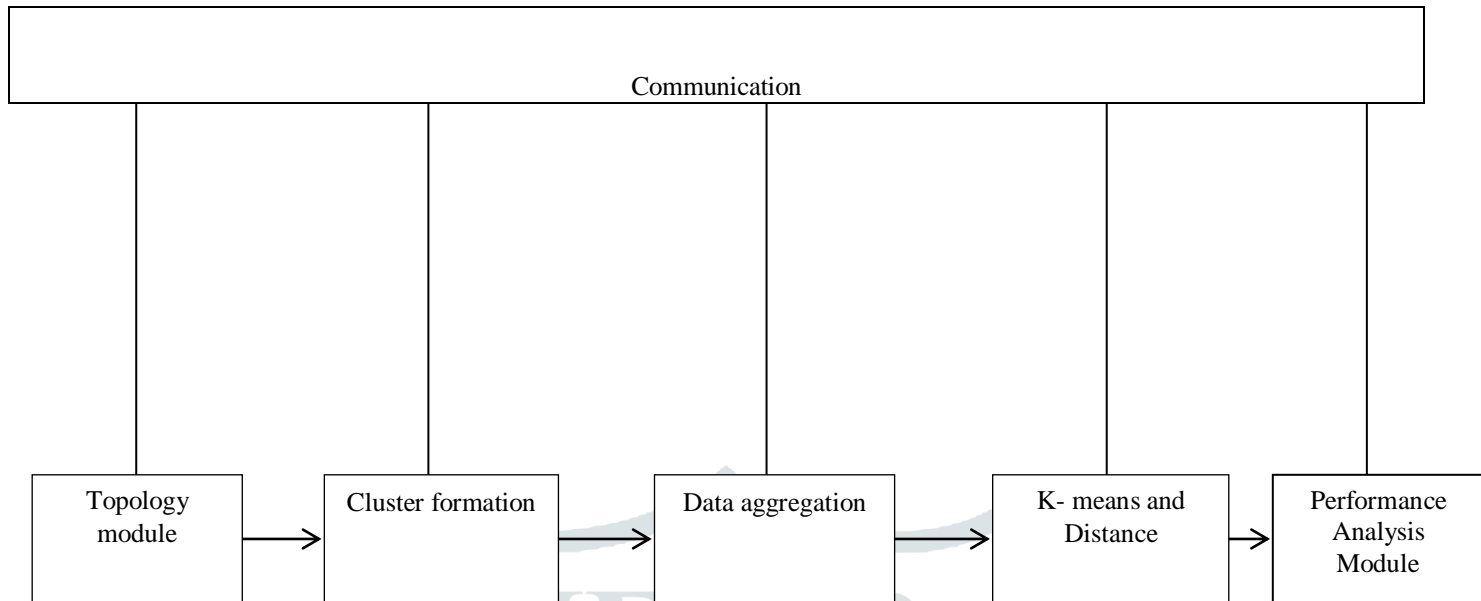 Communication
Topology
module
Cluster formation
Data aggregation
K- means and
Distance
Performance
Analysis
Module